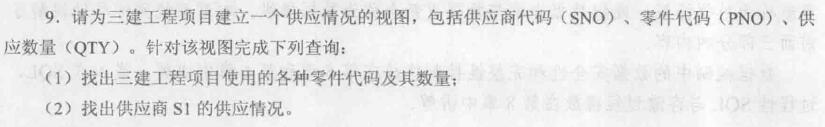 9. 请为三建工程项目建立一个供应情况的视图，包括供应商代码（SNO）、零件代码（PNO）、供
应数量（QTY）。针对该视图完成下列查询：
（1）找出三建工程项目使用的各种零件代码及其数量；
（2）找出供应商 S1 的供应情况。